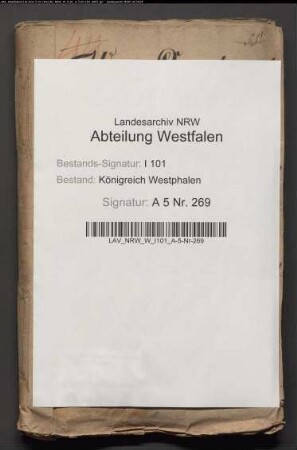 Landesarchiv NRW
Abteilung Westfalen
Bestands-Signatur: I 101
Bestand: Königreich Westphalen
Signatur: A 5 Nr. 269
LAV_NRW_W_I101_A-5-Nr-269